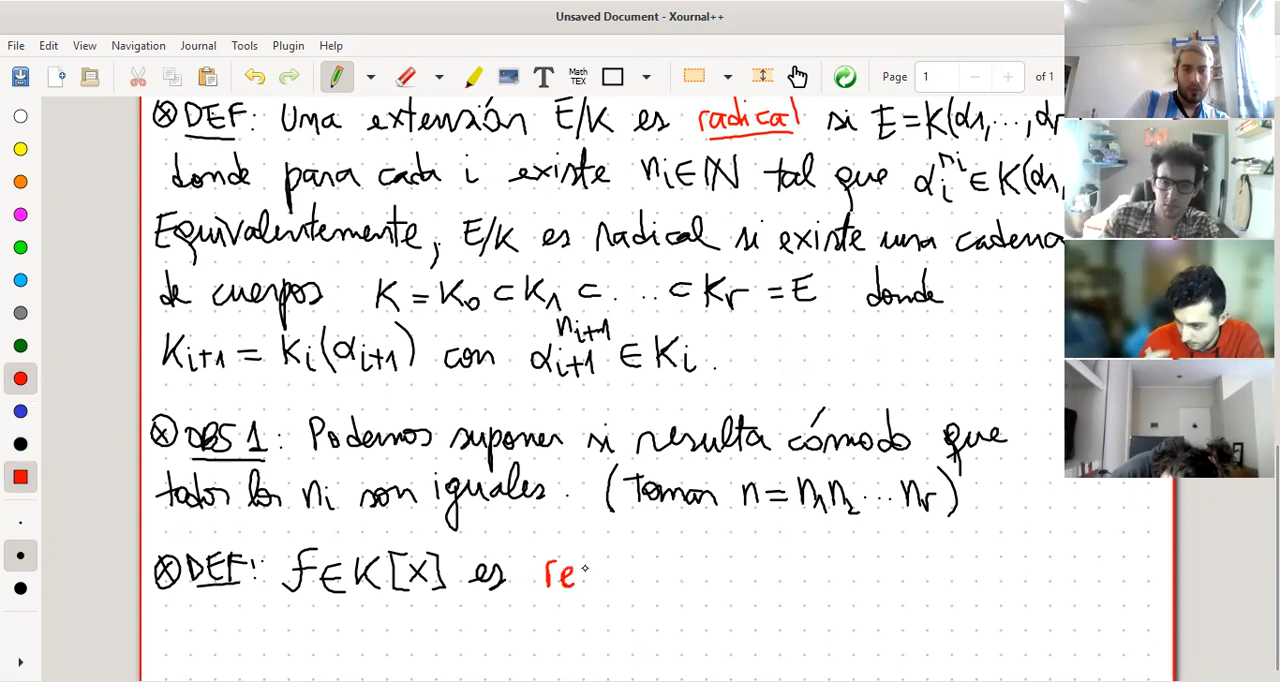 Unsaved Document - Xournal++
File Edit View Navigation Journal Tools Plugin Help
Math TEX Page 1 of 1
DEF: Una extensión E/K es radical si E=K(α1,...,αr
donde para cada i existe ni∈ℕ tal que αi^ni ∈ K(α1,
Equivalentemente, E/K es radical si existe una cadena
de cuerpos K = K0 ⊂ K1 ⊂ ... ⊂ Kr = E donde
Ki+1 = Ki(αi+1) con αi+1^ni+1 ∈ Ki.
OBS 1: Podemos suponer si resulta cómodo que
todos los ni son iguales. (Tomar n = n1n2 ... nr)
DEF: f∈K[X] es re